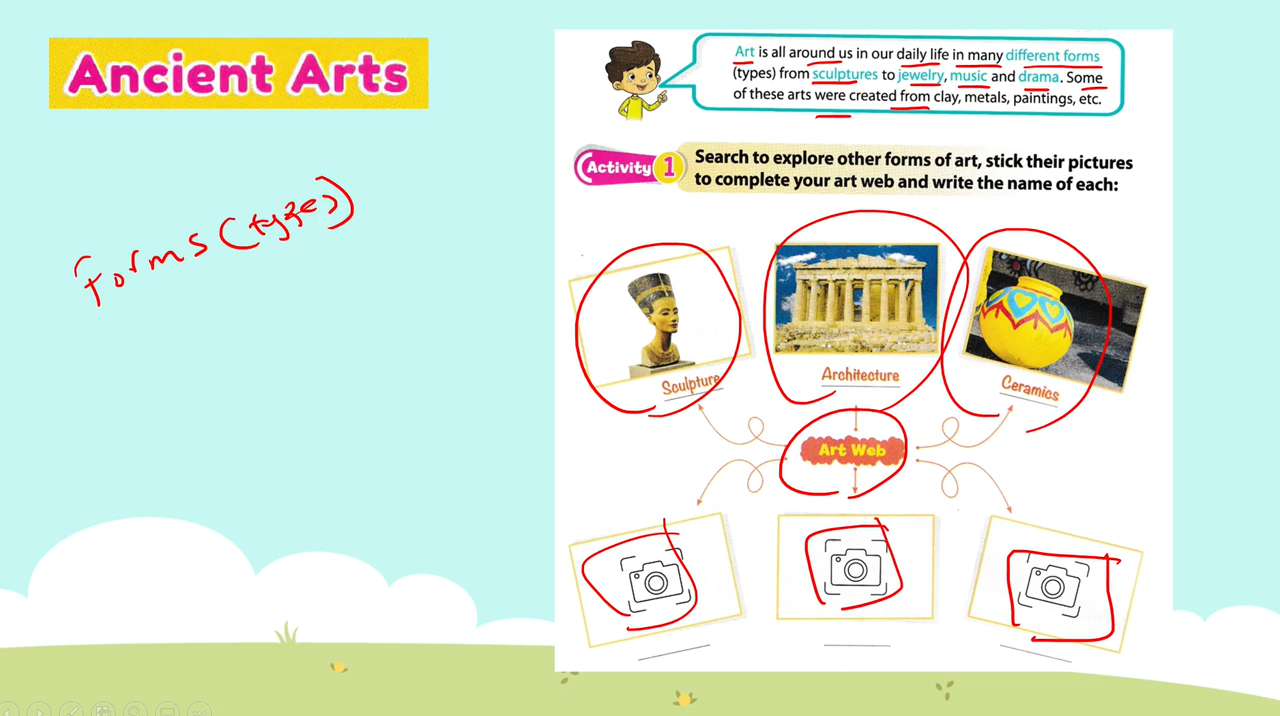 Ancient Arts
Art is all around us in our daily life in many different forms
(types) from sculptures to jewelry, music and drama. Some
of these arts were created from clay, metals, paintings, etc.
Activity 1
Search to explore other forms of art, stick their pictures
to complete your art web and write the name of each:
forms (types)
Sculpture
Architecture
Ceramics
Art Web